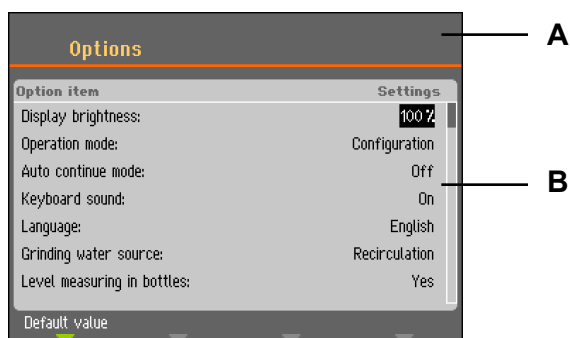 Options
A
Option item Settings
Display brightness: 100 %
Operation mode: Configuration
Auto continue mode: Off
B
Keyboard sound: On
Language: English
Grinding water source: Recirculation
Level measuring in bottles: Yes
Default value